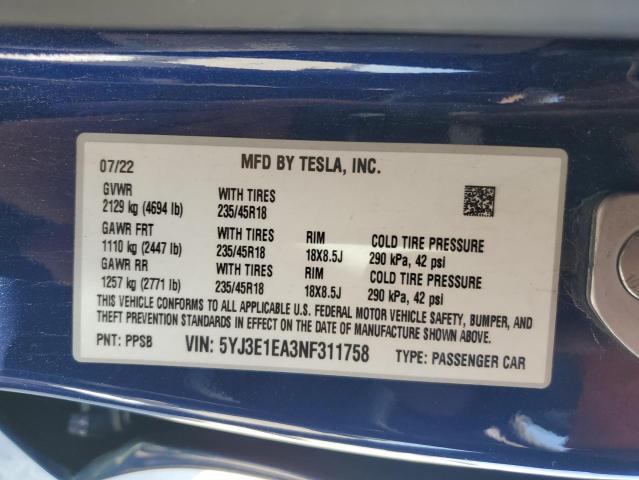 07/22 MFD BY TESLA, INC.
GVWR WITH TIRES
2129 kg (4694 lb) 235/45R18
GAWR FRT WITH TIRES RIM COLD TIRE PRESSURE
1110 kg (2447 lb) 235/45R18 18X8.5J 290 kPa, 42 psi
GAWR RR WITH TIRES RIM COLD TIRE PRESSURE
1257 kg (2771 lb) 235/45R18 18X8.5J 290 kPa, 42 psi
THIS VEHICLE CONFORMS TO ALL APPLICABLE U.S. FEDERAL MOTOR VEHICLE SAFETY, BUMPER, AND
THEFT PREVENTION STANDARDS IN EFFECT ON THE DATE OF MANUFACTURE SHOWN ABOVE.
PNT: PPSB VIN: 5YJ3E1EA3NF311758 TYPE: PASSENGER CAR